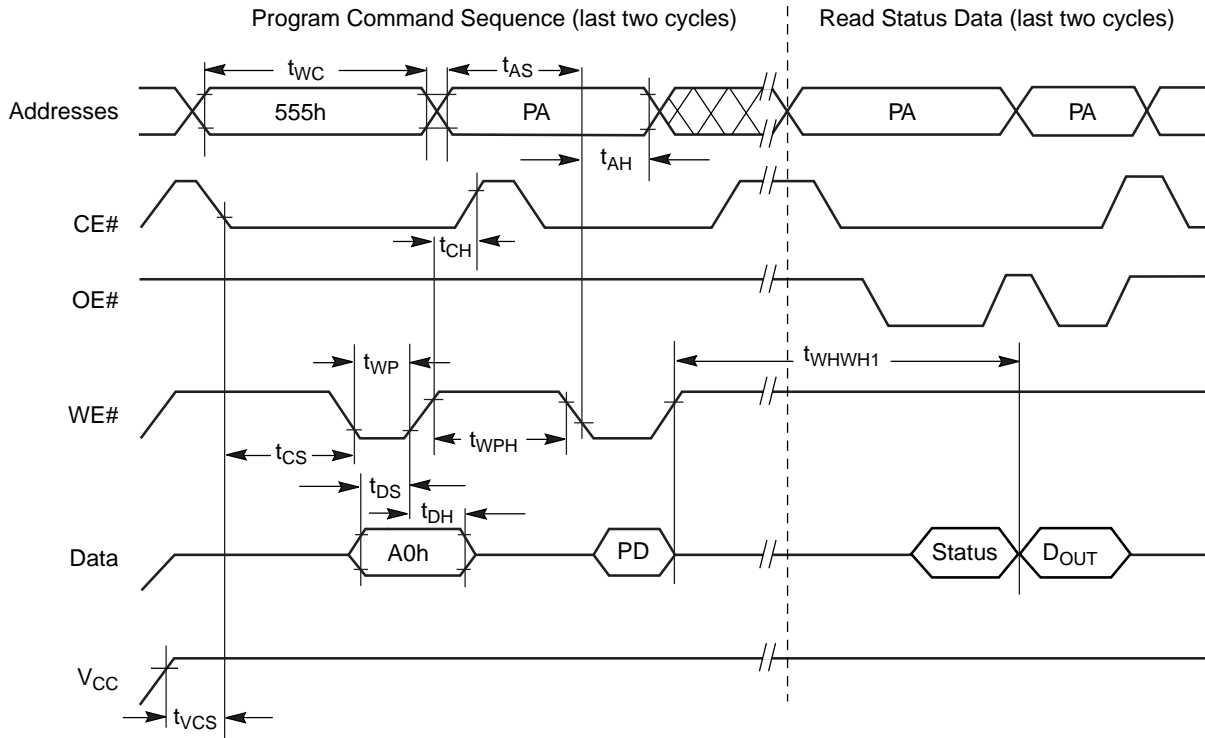 Program Command Sequence (last two cycles) Read Status Data (last two cycles)
tWC tAS
Addresses 555h PA PA PA
tAH
CE#
tCH
OE#
tWP tWHWH1
WE#
tCS tWPH
tDS
tDH
Data A0h PD Status DOUT
VCC
tVCS